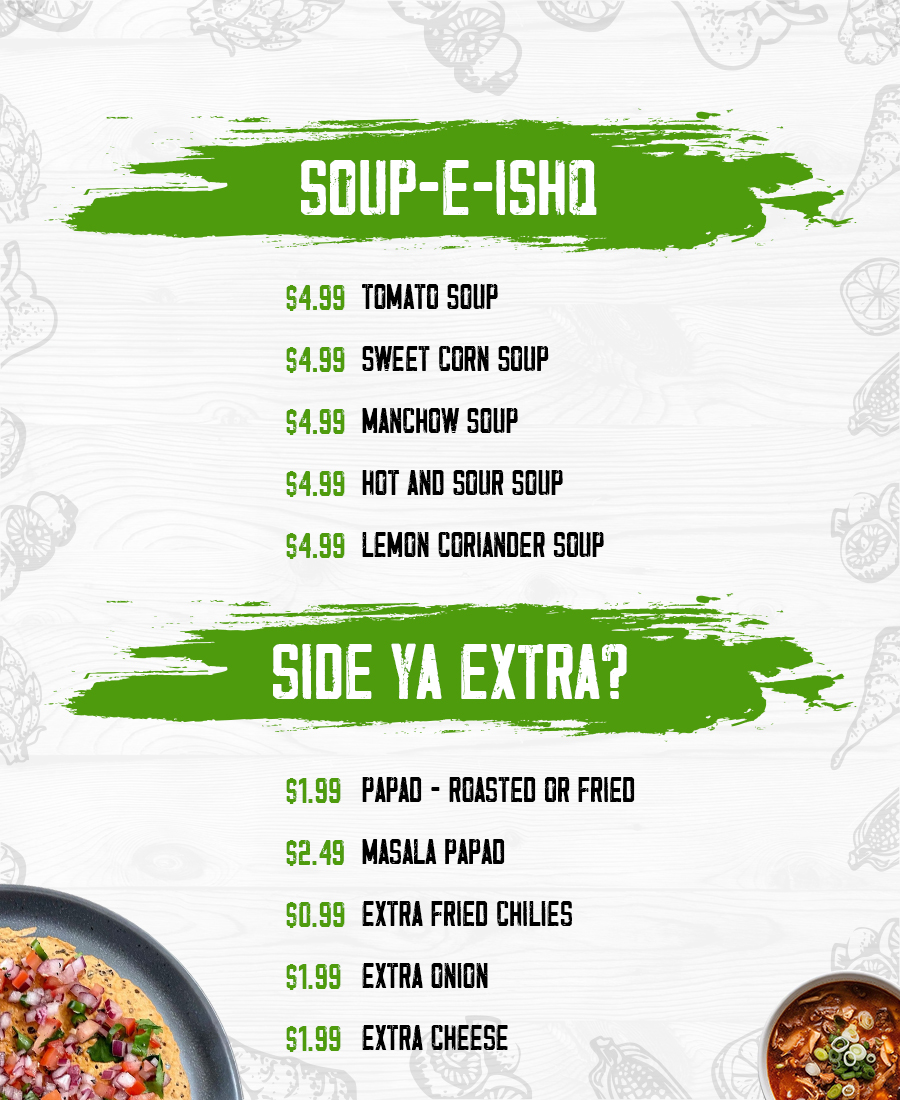 SOUP-E-ISHQ
$4.99 TOMATO SOUP
$4.99 SWEET CORN SOUP
$4.99 MANCHOW SOUP
$4.99 HOT AND SOUR SOUP
$4.99 LEMON CORIANDER SOUP
SIDE YA EXTRA?
$1.99 PAPAD - ROASTED OR FRIED
$2.49 MASALA PAPAD
$0.99 EXTRA FRIED CHILIES
$1.99 EXTRA ONION
$1.99 EXTRA CHEESE